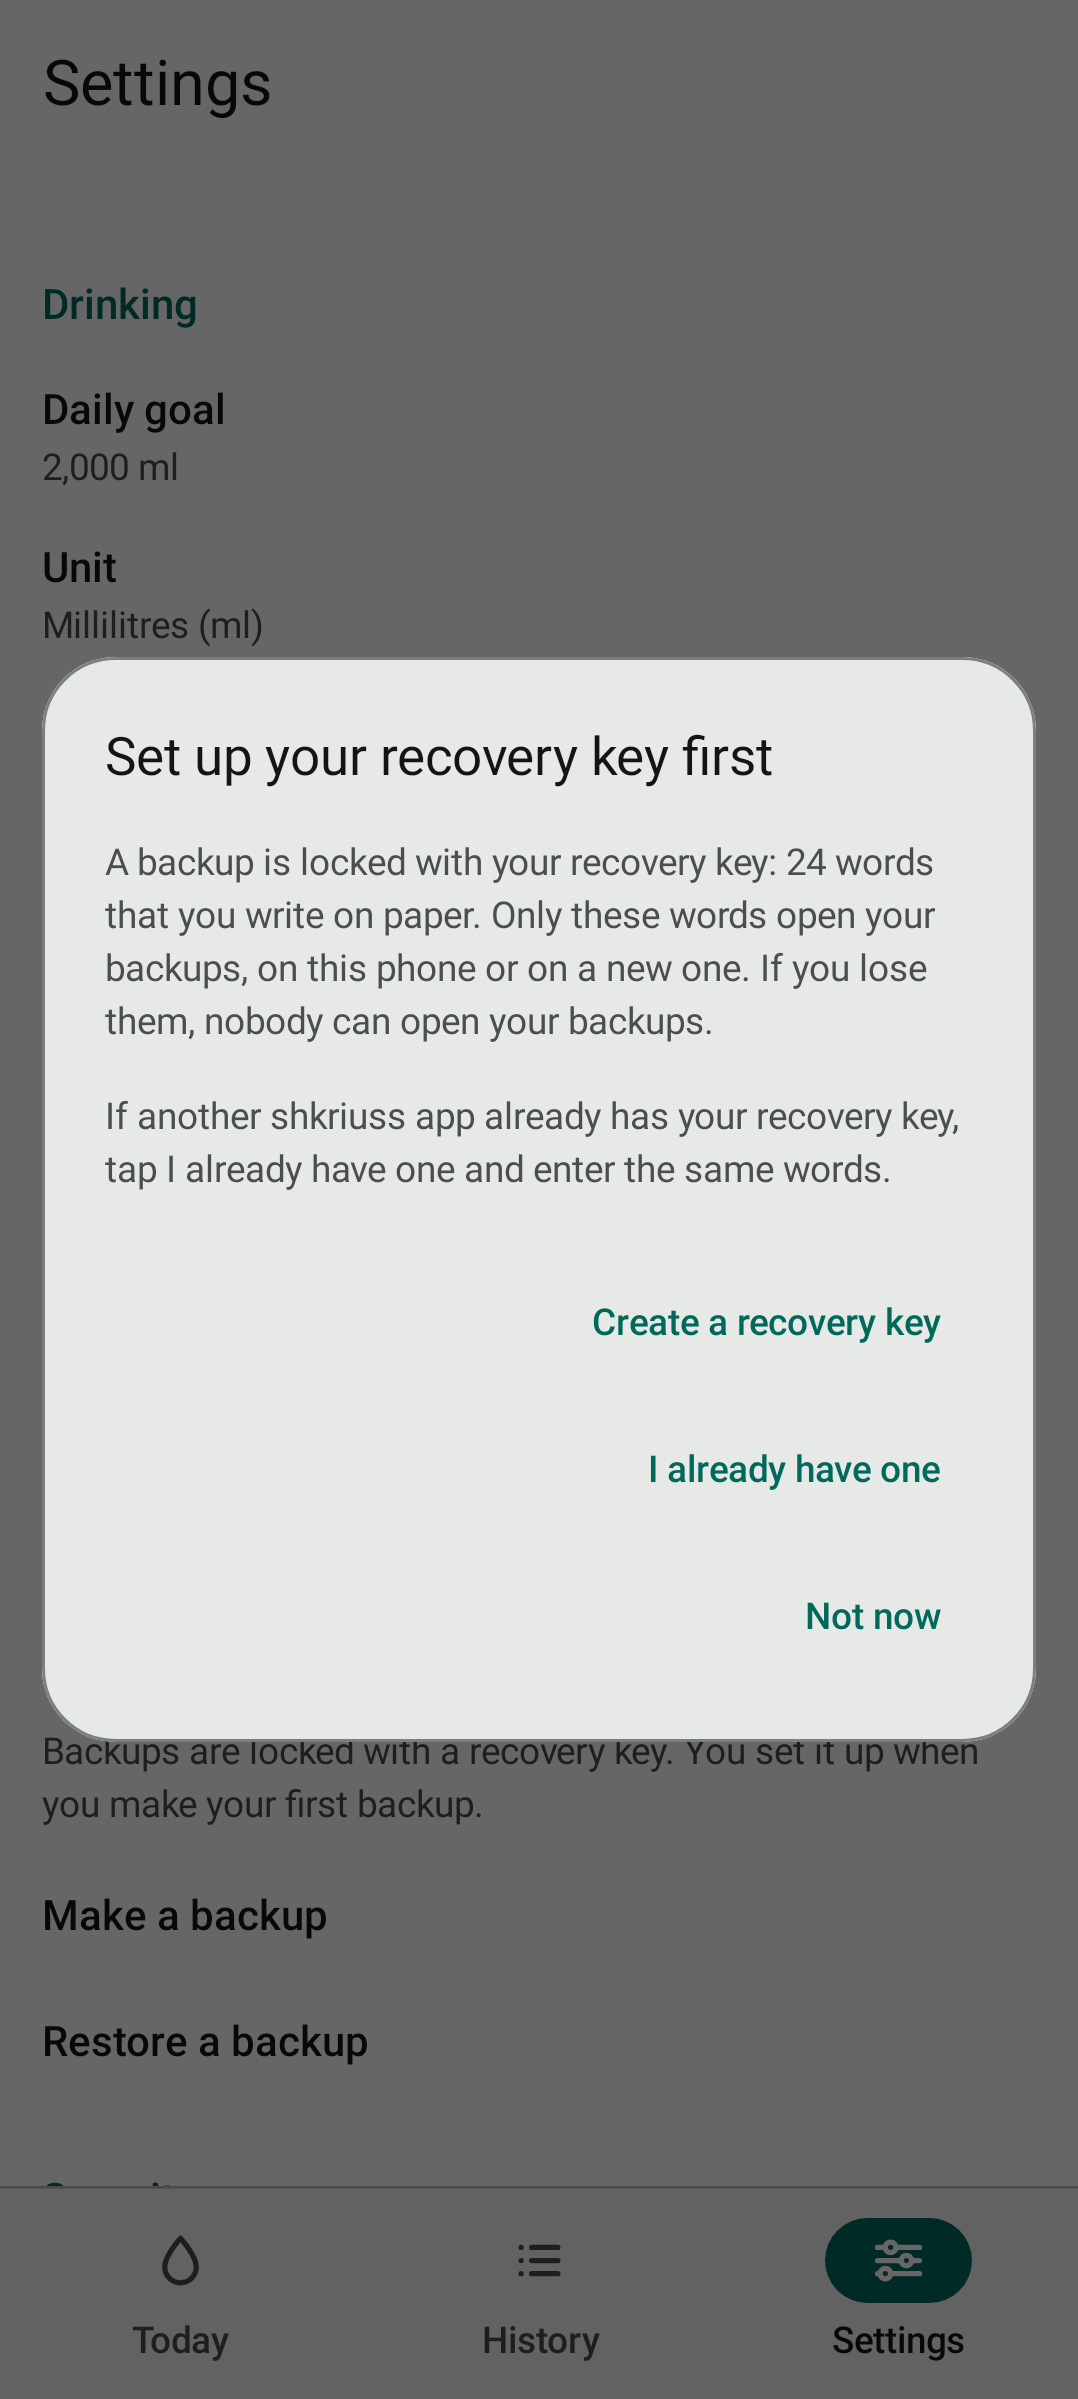 Settings
Drinking
Daily goal
2,000 ml
Unit
Millilitres (ml)
Set up your recovery key first
A backup is locked with your recovery key: 24 words
that you write on paper. Only these words open your
backups, on this phone or on a new one. If you lose
them, nobody can open your backups.
If another shkriuss app already has your recovery key,
tap I already have one and enter the same words.
Create a recovery key
I already have one
Not now
Backups are locked with a recovery key. You set it up when
you make your first backup.
Make a backup
Restore a backup
Today
History
Settings